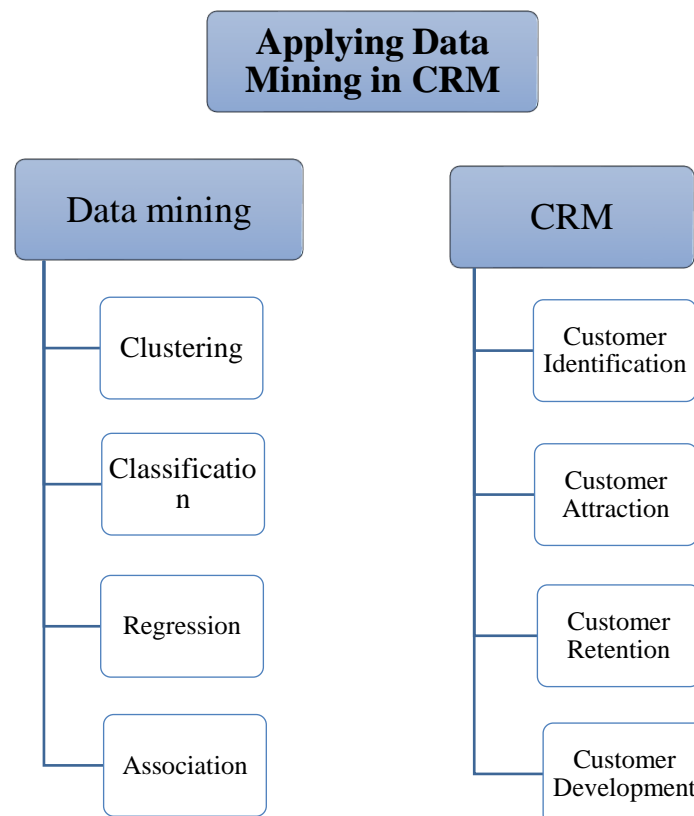 Applying Data
Mining in CRM
Data mining
Clustering
Classificatio
n
Regression
Association
CRM
Customer
Identification
Customer
Attraction
Customer
Retention
Customer
Development